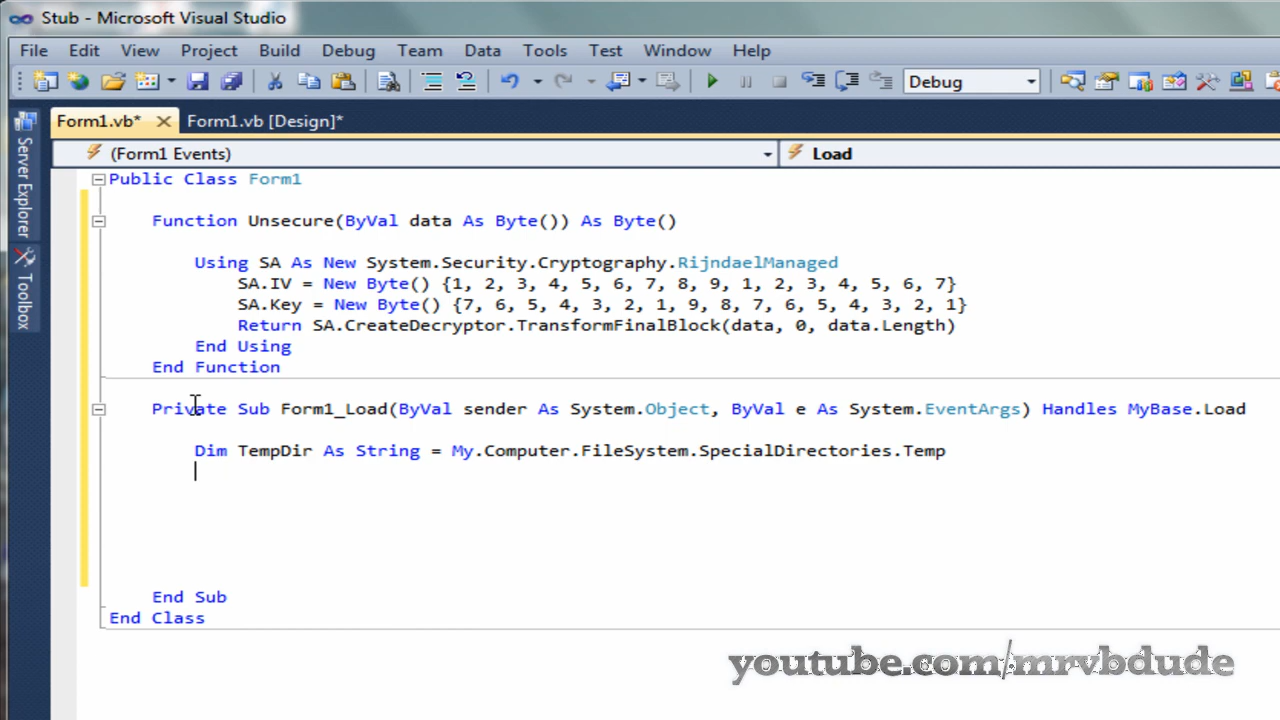 Stub - Microsoft Visual Studio
File Edit View Project Build Debug Team Data Tools Test Window Help
Debug
Form1.vb* Form1.vb [Design]*
(Form1 Events) Load
Server Explorer
Toolbox
Public Class Form1
Function Unsecure(ByVal data As Byte()) As Byte()
Using SA As New System.Security.Cryptography.RijndaelManaged
SA.IV = New Byte() {1, 2, 3, 4, 5, 6, 7, 8, 9, 1, 2, 3, 4, 5, 6, 7}
SA.Key = New Byte() {7, 6, 5, 4, 3, 2, 1, 9, 8, 7, 6, 5, 4, 3, 2, 1}
Return SA.CreateDecryptor.TransformFinalBlock(data, 0, data.Length)
End Using
End Function
Private Sub Form1_Load(ByVal sender As System.Object, ByVal e As System.EventArgs) Handles MyBase.Load
Dim TempDir As String = My.Computer.FileSystem.SpecialDirectories.Temp
End Sub
End Class
youtube.com/mrvbdude